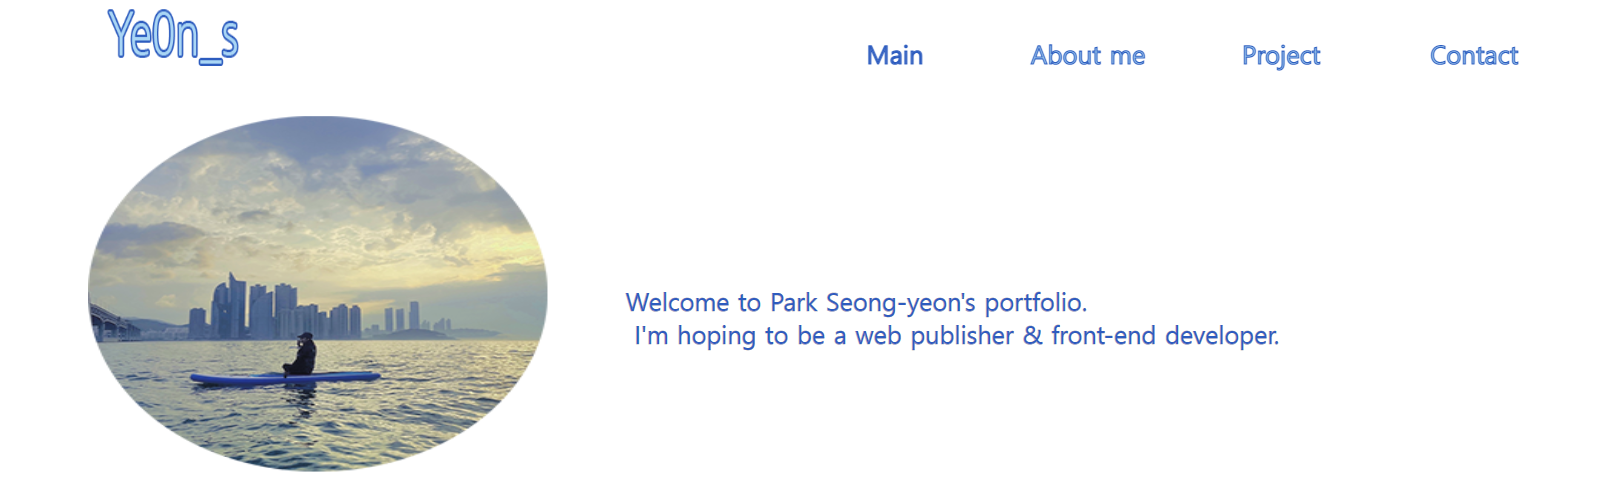 Ye0n_s
Main
About me
Project
Contact
Welcome to Park Seong-yeon's portfolio.
I'm hoping to be a web publisher & front-end developer.